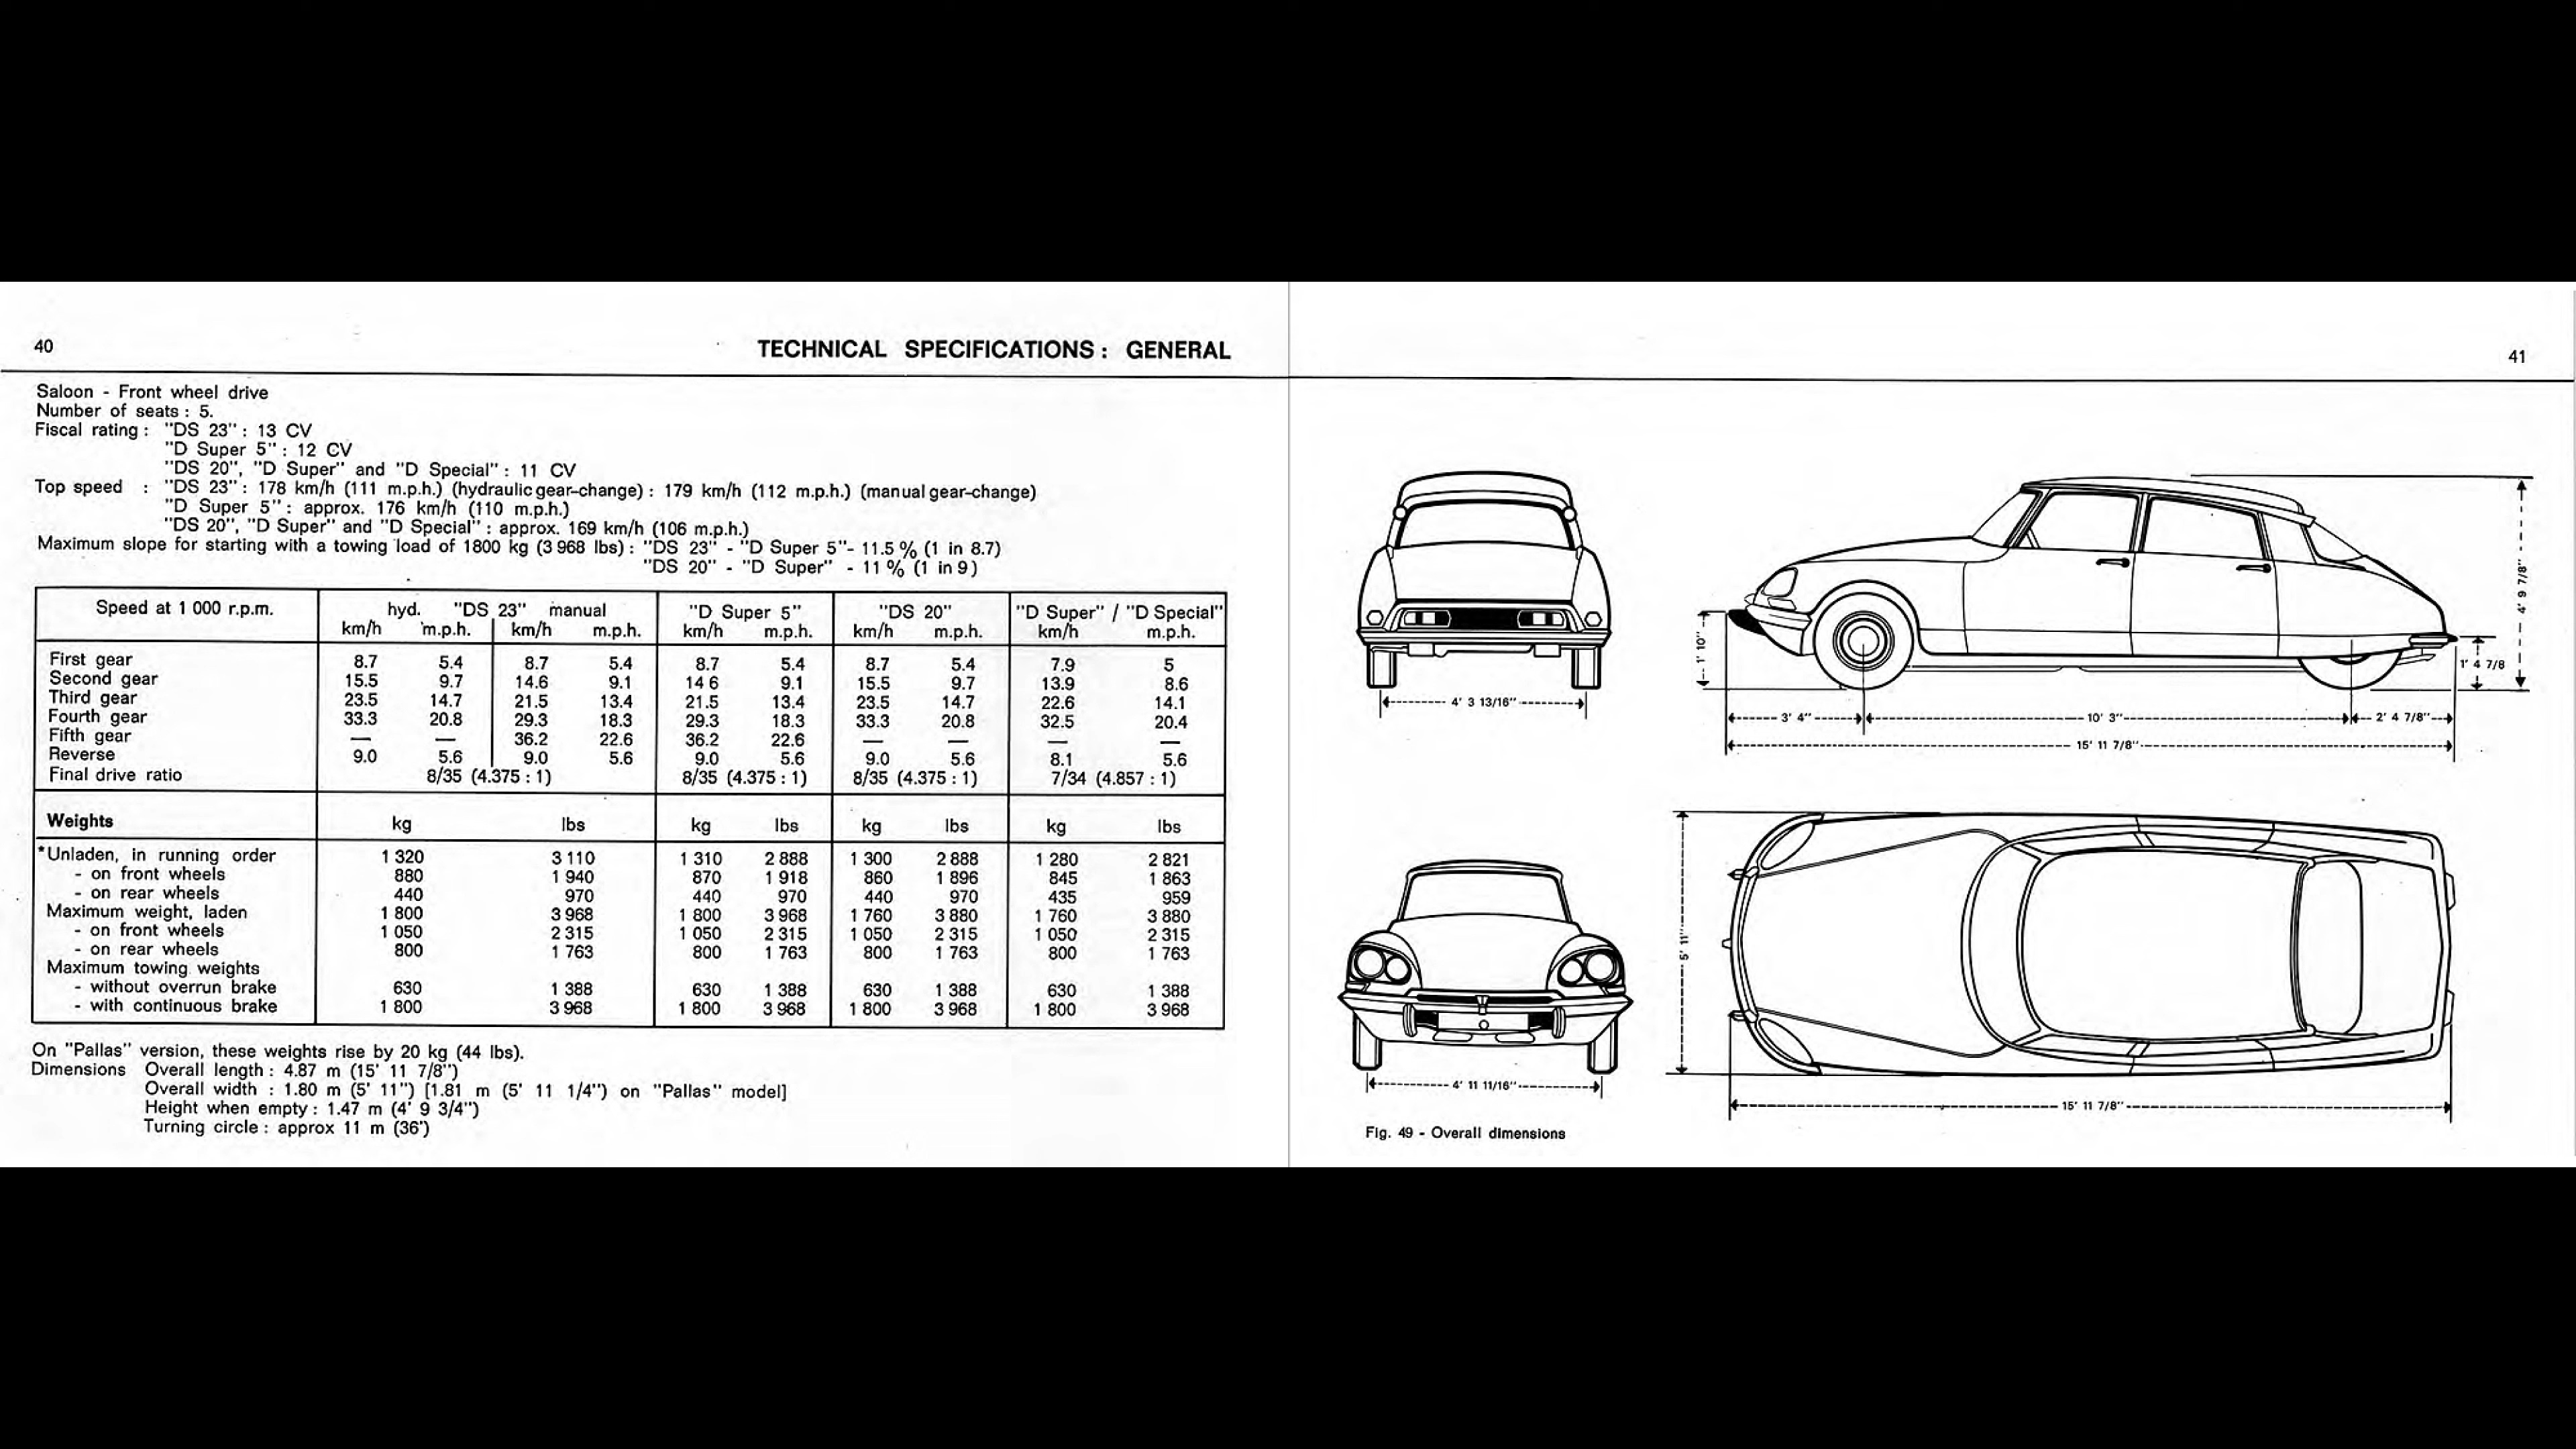 40
TECHNICAL SPECIFICATIONS : GENERAL
Saloon - Front wheel drive
Number of seats : 5.
Fiscal rating : "DS 23" : 13 CV
"D Super 5" : 12 CV
"DS 20", "D Super" and "D Special" : 11 CV
Top speed : "DS 23" : 178 km/h (111 m.p.h.) (hydraulic gear-change) : 179 km/h (112 m.p.h.) (manual gear-change)
"D Super 5" : approx. 176 km/h (110 m.p.h.)
"DS 20", "D Super" and "D Special" : approx. 169 km/h (106 m.p.h.)
Maximum slope for starting with a towing load of 1800 kg (3 968 lbs) : "DS 23" - "D Super 5"- 11.5 % (1 in 8.7)
"DS 20" - "D Super" - 11 % (1 in 9)
Speed at 1 000 r.p.m. hyd. "DS 23" manual "D Super 5" "DS 20" "D Super" / "D Special"
km/h m.p.h. km/h m.p.h. km/h m.p.h. km/h m.p.h. km/h m.p.h.
First gear 8.7 5.4 8.7 5.4 8.7 5.4 8.7 5.4 7.9 5
Second gear 15.5 9.7 14.6 9.1 14 6 9.1 15.5 9.7 13.9 8.6
Third gear 23.5 14.7 21.5 13.4 21.5 13.4 23.5 14.7 22.6 14.1
Fourth gear 33.3 20.8 29.3 18.3 29.3 18.3 33.3 20.8 32.5 20.4
Fifth gear — — 36.2 22.6 36.2 22.6 — — — —
Reverse 9.0 5.6 9.0 5.6 9.0 5.6 9.0 5.6 8.1 5.6
Final drive ratio 8/35 (4.375 : 1) 8/35 (4.375 : 1) 8/35 (4.375 : 1) 7/34 (4.857 : 1)
Weights kg lbs kg lbs kg lbs kg lbs
*Unladen, in running order 1 320 3 110 1 310 2 888 1 300 2 888 1 280 2 821
- on front wheels 880 1 940 870 1 918 860 1 896 845 1 863
- on rear wheels 440 970 440 970 440 970 435 959
Maximum weight, laden 1 800 3 968 1 800 3 968 1 760 3 880 1 760 3 880
- on front wheels 1 050 2 315 1 050 2 315 1 050 2 315 1 050 2 315
- on rear wheels 800 1 763 800 1 763 800 1 763 800 1 763
Maximum towing weights
- without overrun brake 630 1 388 630 1 388 630 1 388 630 1 388
- with continuous brake 1 800 3 968 1 800 3 968 1 800 3 968 1 800 3 968
On "Pallas" version, these weights rise by 20 kg (44 lbs).
Dimensions Overall length : 4.87 m (15' 11 7/8")
Overall width : 1.80 m (5' 11") [1.81 m (5' 11 1/4") on "Pallas" model]
Height when empty : 1.47 m (4' 9 3/4")
Turning circle : approx 11 m (36')
41
4' 3 13/16"
1' 10"
4' 9 7/8"
1' 4 7/8
3' 4" 10' 3" 2' 4 7/8"
15' 11 7/8"
4' 11 11/16"
5' 11"
15' 11 7/8"
Fig. 49 - Overall dimensions